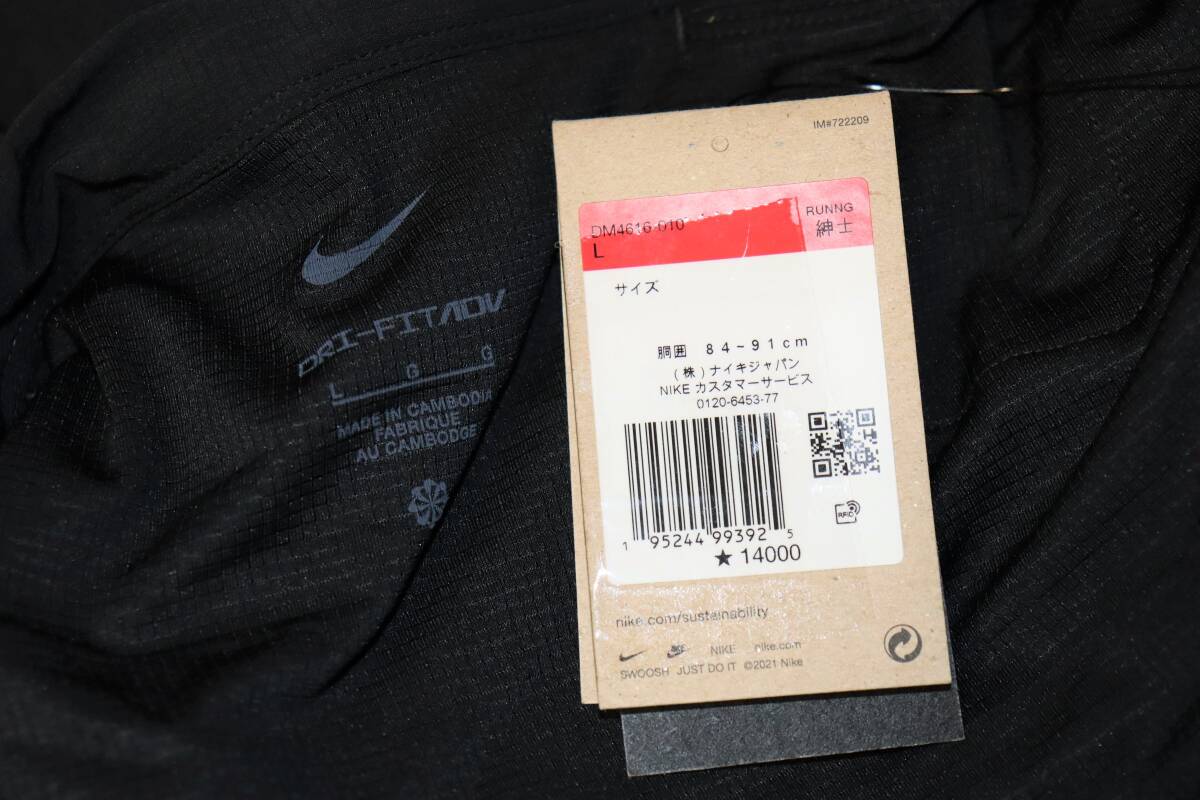 DRI-FIT ADV
L G G
MADE IN CAMBODIA
FABRIQUE
AU CAMBODGE
IM#722209
DM4616-010
L
RUNNG
紳士
サイズ
胴囲 84~91cm
(株)ナイキジャパン
NIKE カスタマーサービス
0120-6453-77
1 95244 99392 5
★14000
RFID
nike.com/sustainability
NIKE nike.com
SWOOSH JUST DO IT ©2021 Nike